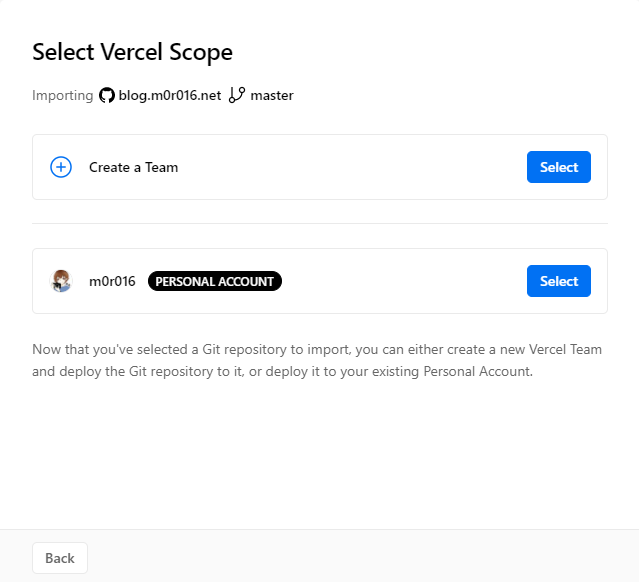 Select Vercel Scope
Importing blog.m0r016.net master
Create a Team Select
m0r016 PERSONAL ACCOUNT Select
Now that you've selected a Git repository to import, you can either create a new Vercel Team
and deploy the Git repository to it, or deploy it to your existing Personal Account.
Back